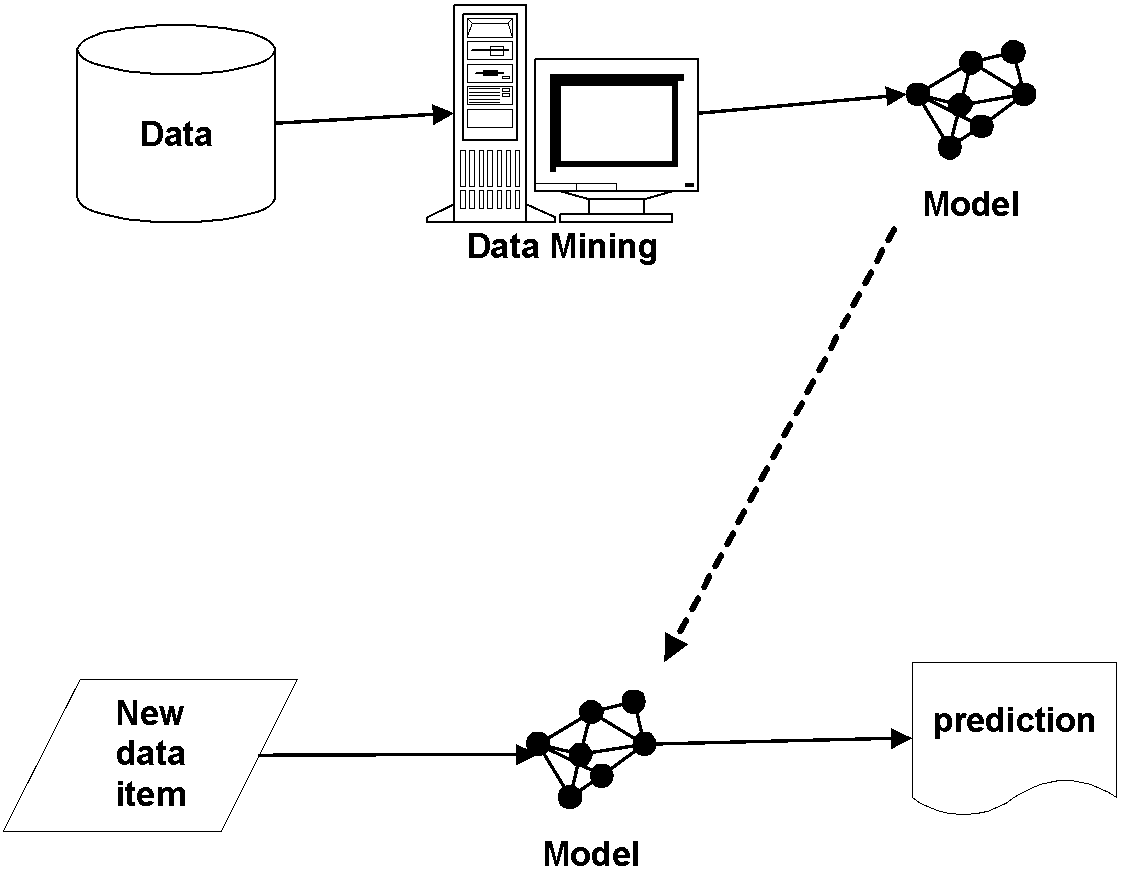 Data
Data Mining
Model
New
data
item
Model
prediction